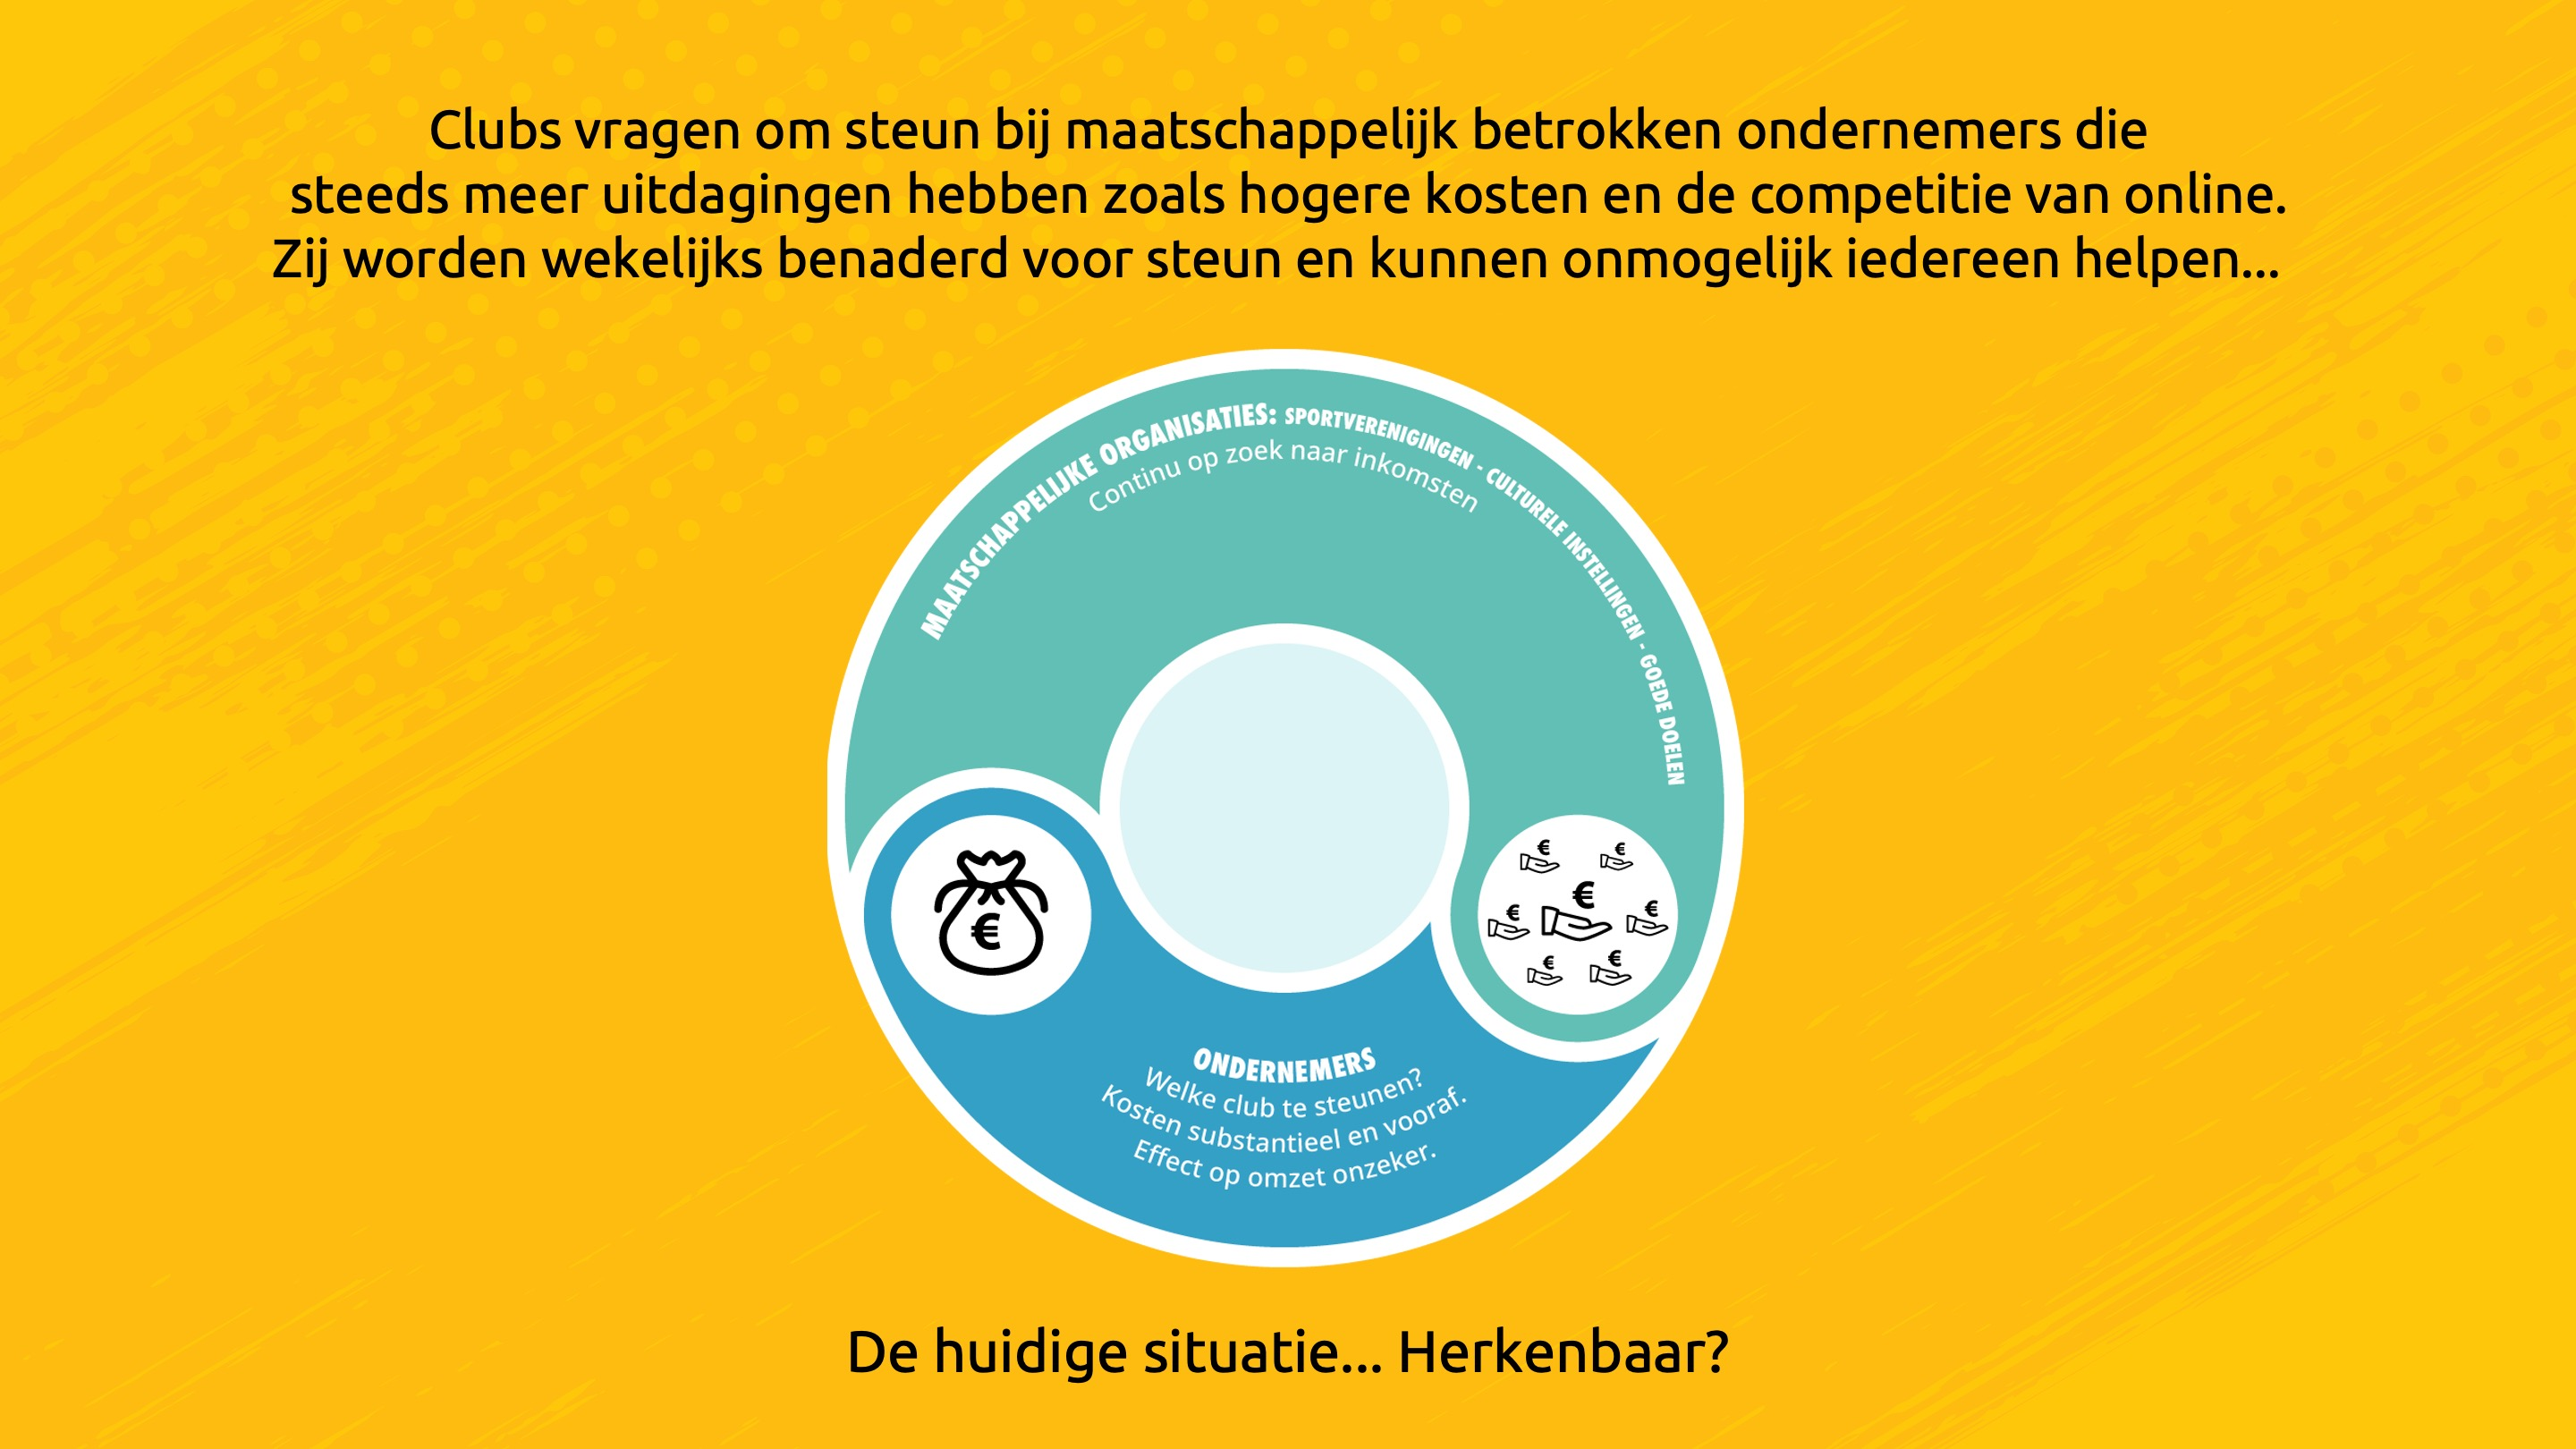 Clubs vragen om steun bij maatschappelijk betrokken ondernemers die
steeds meer uitdagingen hebben zoals hogere kosten en de competitie van online.
Zij worden wekelijks benaderd voor steun en kunnen onmogelijk iedereen helpen...
MAATSCHAPPELIJKE ORGANISATIES: SPORTVERENIGINGEN - CULTURELE INSTELLINGEN - GOEDE DOELEN
Continu op zoek naar inkomsten
€
€
€
€
€
€
€
€
ONDERNEMERS
Welke club te steunen?
Kosten substantieel en vooraf.
Effect op omzet onzeker.
De huidige situatie... Herkenbaar?